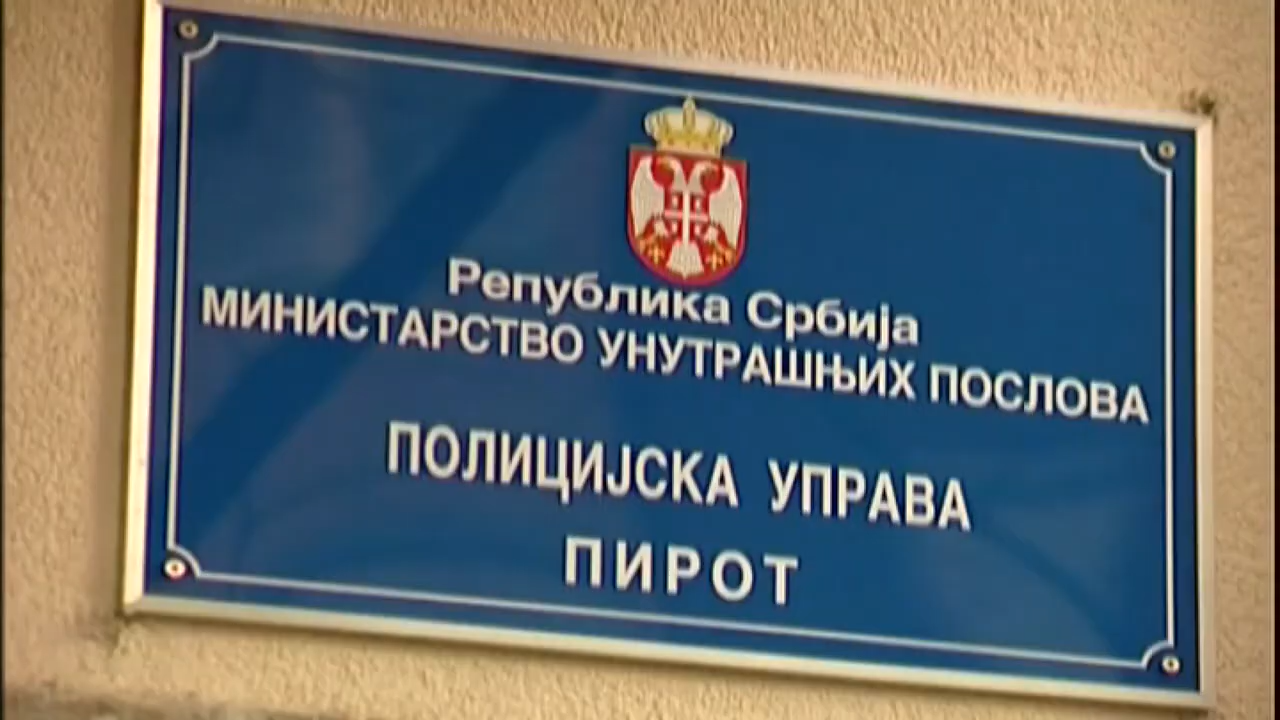 Република Србија
МИНИСТАРСТВО УНУТРАШЊИХ ПОСЛОВА
ПОЛИЦИЈСКА УПРАВА
ПИРОТ